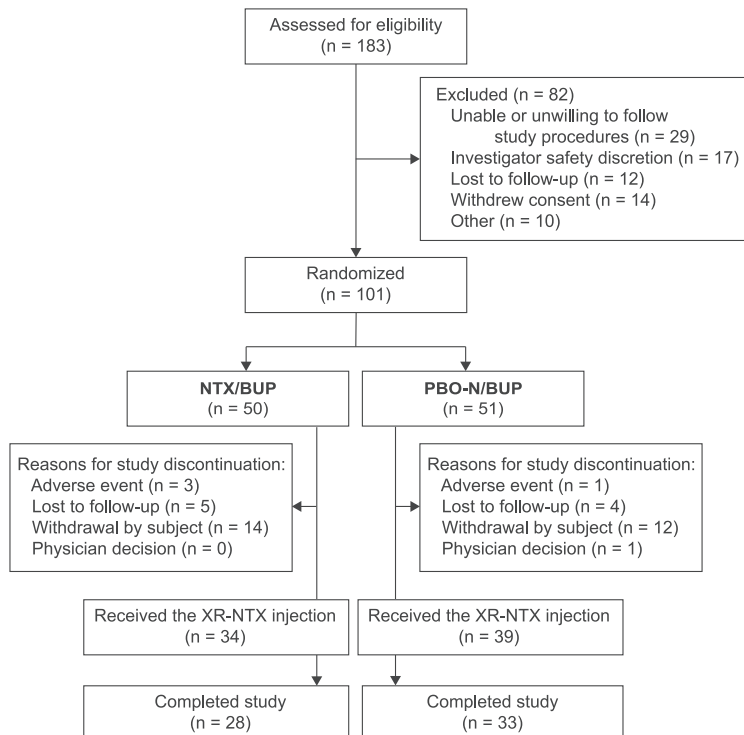 Assessed for eligibility
(n = 183)
Excluded (n = 82)
Unable or unwilling to follow
study procedures (n = 29)
Investigator safety discretion (n = 17)
Lost to follow-up (n = 12)
Withdrew consent (n = 14)
Other (n = 10)
Randomized
(n = 101)
NTX/BUP
(n = 50)
PBO-N/BUP
(n = 51)
Reasons for study discontinuation:
Adverse event (n = 3)
Lost to follow-up (n = 5)
Withdrawal by subject (n = 14)
Physician decision (n = 0)
Reasons for study discontinuation:
Adverse event (n = 1)
Lost to follow-up (n = 4)
Withdrawal by subject (n = 12)
Physician decision (n = 1)
Received the XR-NTX injection
(n = 34)
Received the XR-NTX injection
(n = 39)
Completed study
(n = 28)
Completed study
(n = 33)